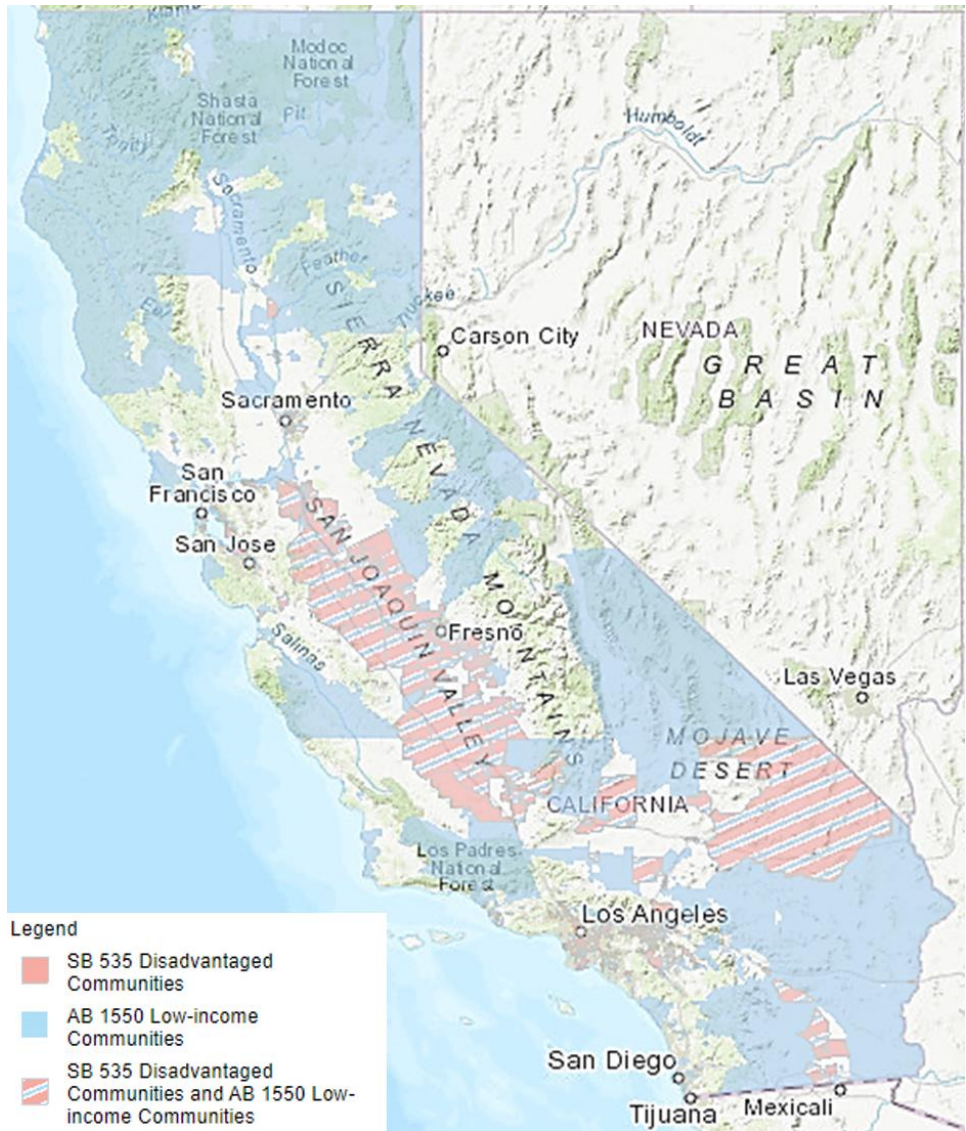 Klamath
Modoc
National
Forest
Shasta
National
Forest
Pit
Trinity
Humboldt
Sacramento
Feather
Eel
Truckee
Carson City
NEVADA
GREAT
BASIN
SIERRA
NEVADA
MOUNTAINS
Sacramento
San
Francisco
San Jose
SAN JOAQUIN VALLEY
Salinas
Fresno
Las Vegas
MOJAVE
DESERT
CALIFORNIA
Los Padres
National
Forest
Los Angeles
San Diego
Tijuana
Mexicali
Legend
SB 535 Disadvantaged
Communities
AB 1550 Low-income
Communities
SB 535 Disadvantaged
Communities and AB 1550 Low-
income Communities